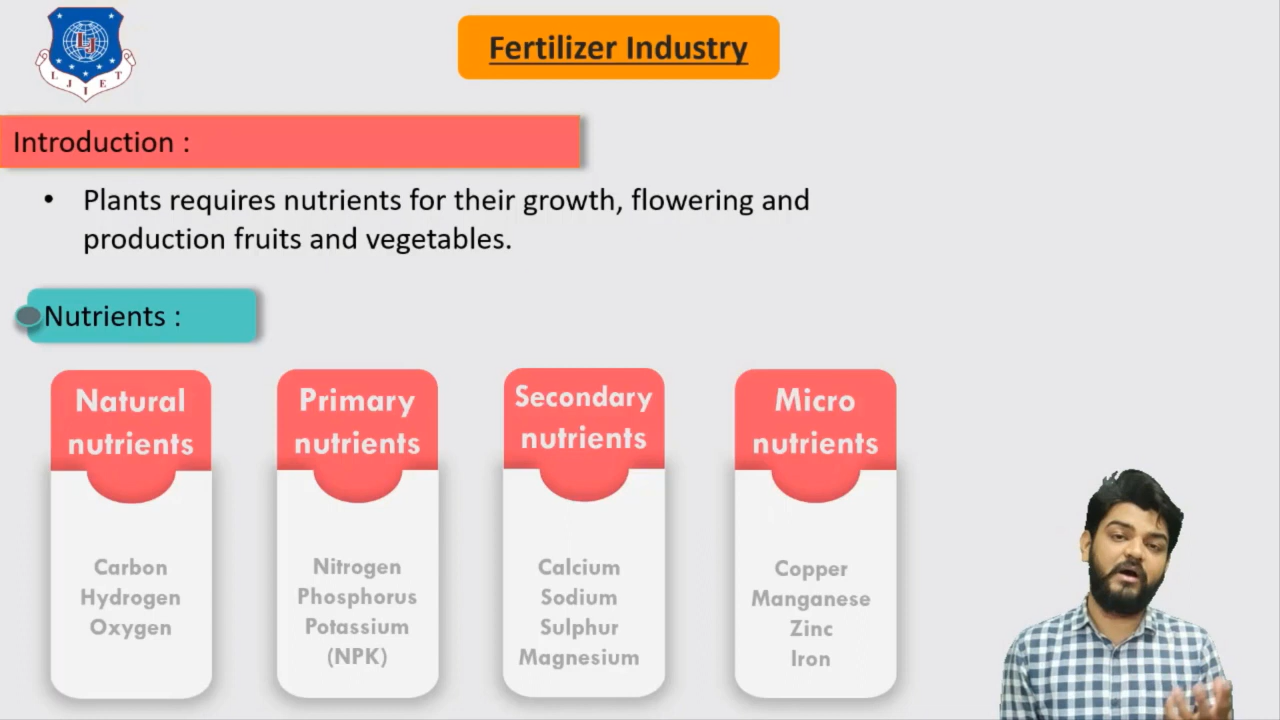 L J I E T
Fertilizer Industry
Introduction :
• Plants requires nutrients for their growth, flowering and
production fruits and vegetables.
Nutrients :
Natural
nutrients
Carbon
Hydrogen
Oxygen
Primary
nutrients
Nitrogen
Phosphorus
Potassium
(NPK)
Secondary
nutrients
Calcium
Sodium
Sulphur
Magnesium
Micro
nutrients
Copper
Manganese
Zinc
Iron